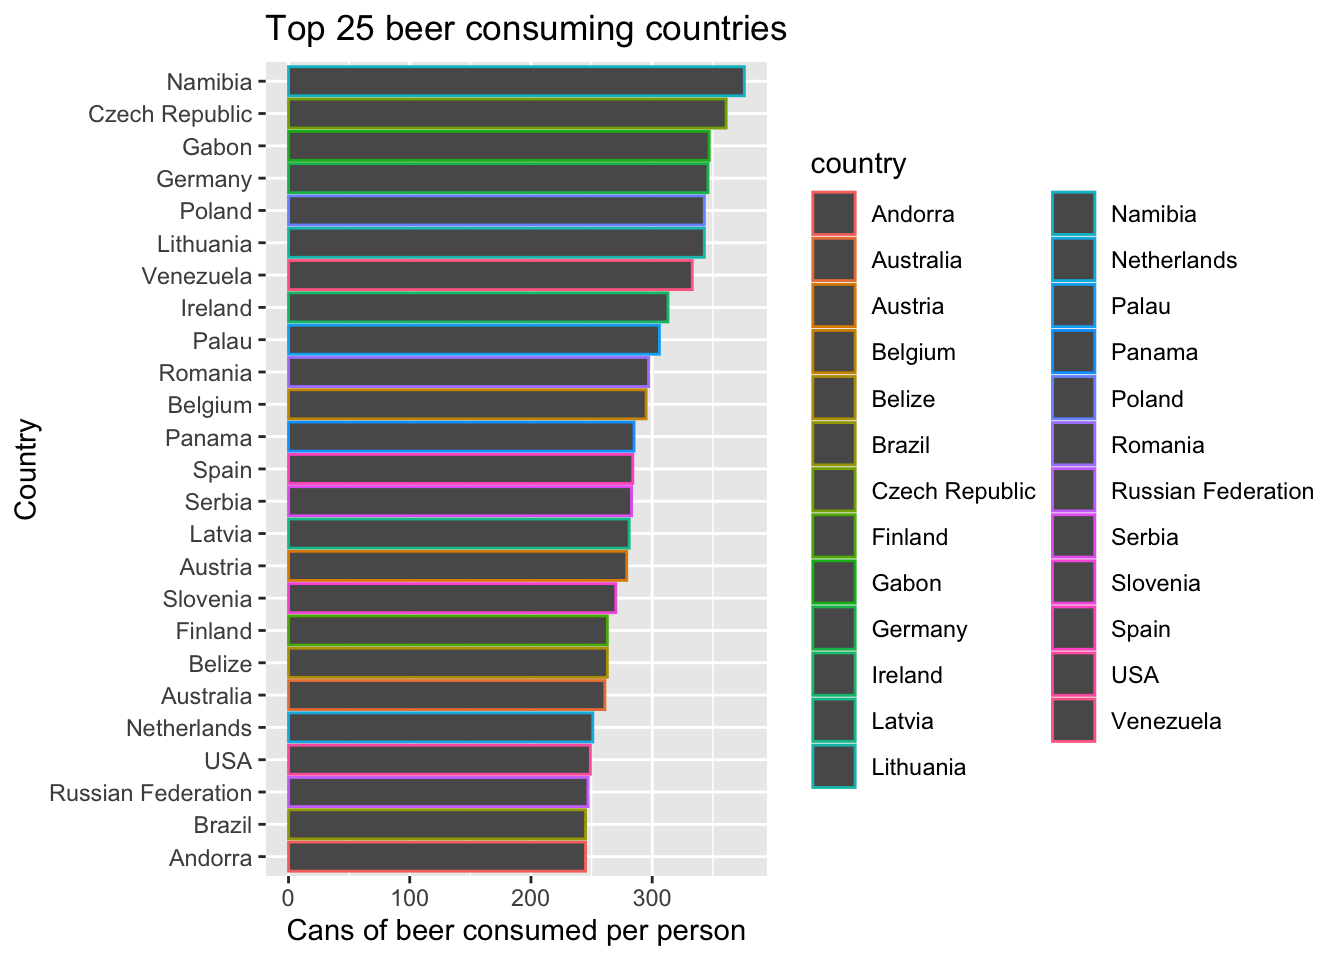 Top 25 beer consuming countries
Namibia
Czech Republic
Gabon
Germany
Poland
Lithuania
Venezuela
Ireland
Palau
Romania
Belgium
Panama
Spain
Serbia
Latvia
Austria
Slovenia
Finland
Belize
Australia
Netherlands
USA
Russian Federation
Brazil
Andorra
Country
0 100 200 300
Cans of beer consumed per person
country
Andorra
Australia
Austria
Belgium
Belize
Brazil
Czech Republic
Finland
Gabon
Germany
Ireland
Latvia
Lithuania
Namibia
Netherlands
Palau
Panama
Poland
Romania
Russian Federation
Serbia
Slovenia
Spain
USA
Venezuela